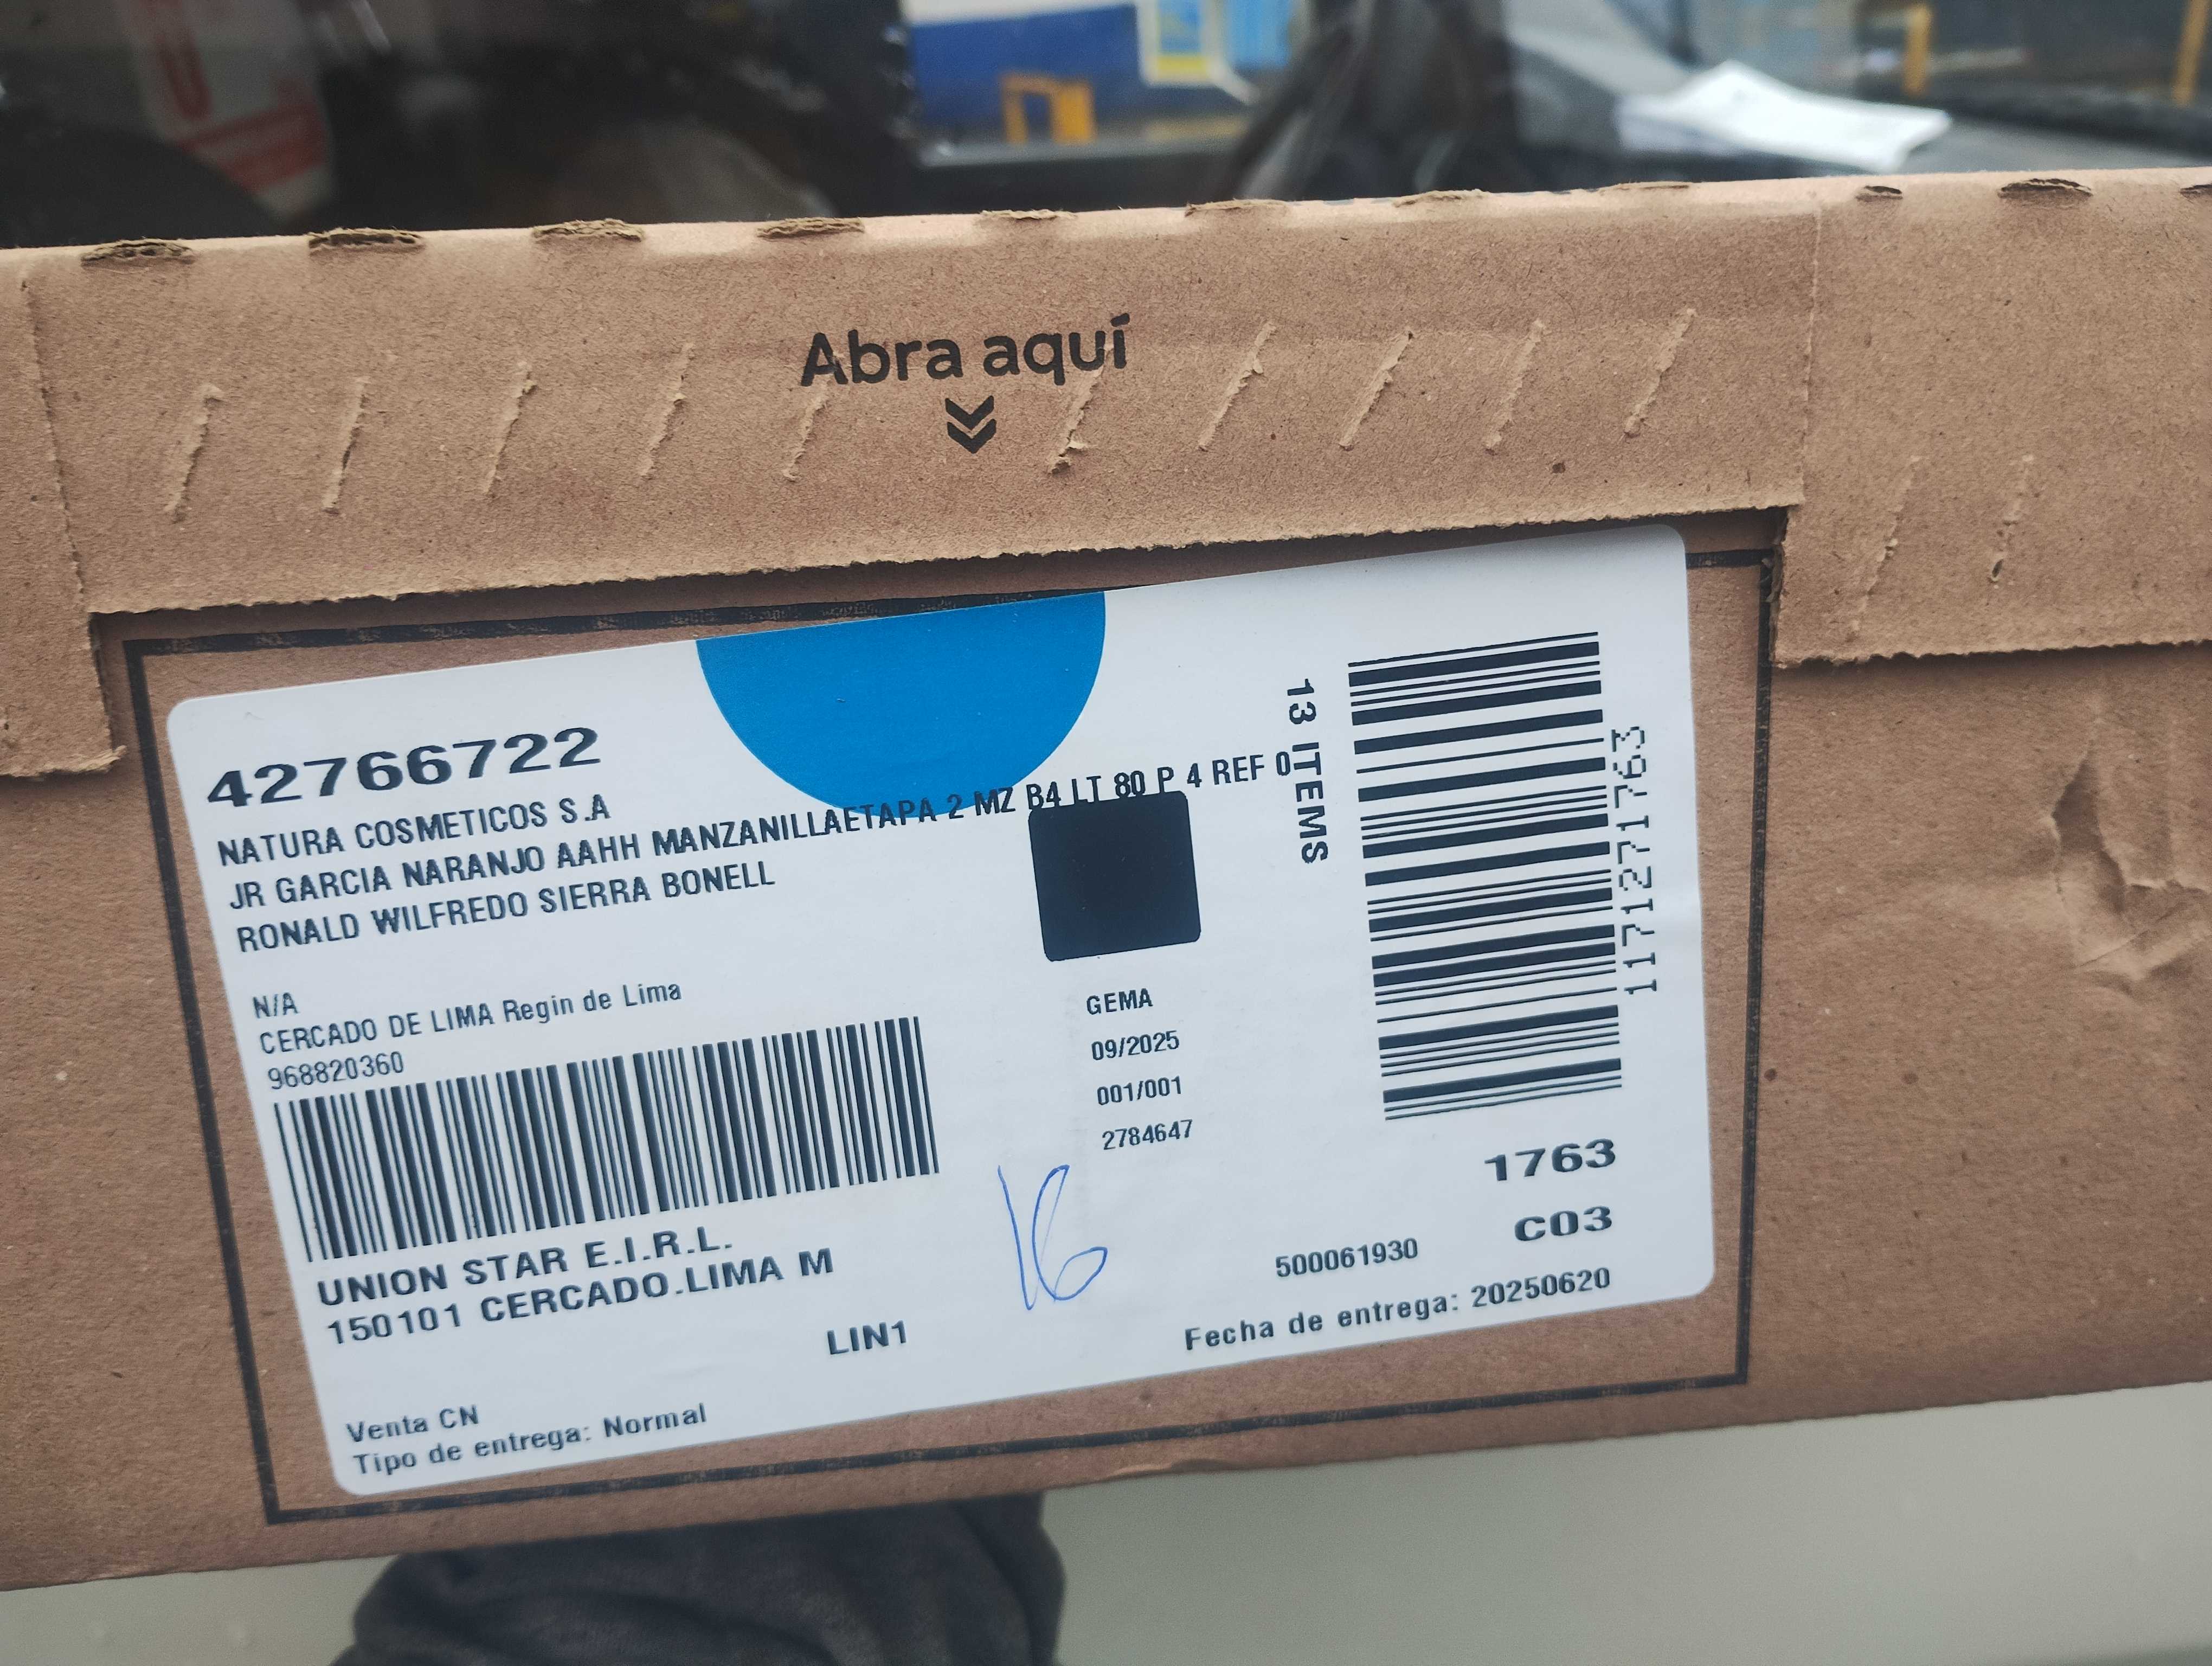 Abra aquí
42766722
NATURA COSMETICOS S.A
JR GARCIA NARANJO AAHH MANZANILLAETAPA 2 MZ B4 LT 80 P 4 REF 0
RONALD WILFREDO SIERRA BONELL
N/A
CERCADO DE LIMA Regin de Lima
968820360
UNION STAR E.I.R.L.
150101 CERCADO.LIMA M
LIN1
Venta CN
Tipo de entrega: Normal
GEMA
09/2025
001/001
2784647
16
13 ITEMS
1171271763
1763
C03
500061930
Fecha de entrega: 20250620